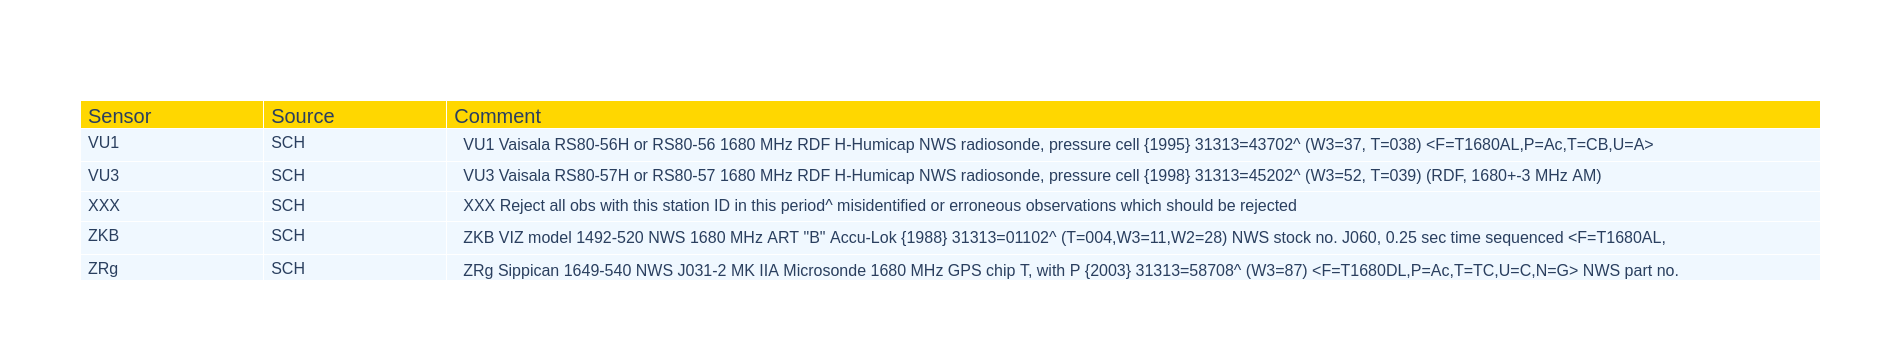 Sensor Source Comment
VU1 SCH VU1 Vaisala RS80-56H or RS80-56 1680 MHz RDF H-Humicap NWS radiosonde, pressure cell {1995} 31313=43702^ (W3=37, T=038) <F=T1680AL,P=Ac,T=CB,U=A>
VU3 SCH VU3 Vaisala RS80-57H or RS80-57 1680 MHz RDF H-Humicap NWS radiosonde, pressure cell {1998} 31313=45202^ (W3=52, T=039) (RDF, 1680+-3 MHz AM)
XXX SCH XXX Reject all obs with this station ID in this period^ misidentified or erroneous observations which should be rejected
ZKB SCH ZKB VIZ model 1492-520 NWS 1680 MHz ART "B" Accu-Lok {1988} 31313=01102^ (T=004,W3=11,W2=28) NWS stock no. J060, 0.25 sec time sequenced <F=T1680AL,
ZRg SCH ZRg Sippican 1649-540 NWS J031-2 MK IIA Microsonde 1680 MHz GPS chip T, with P {2003} 31313=58708^ (W3=87) <F=T1680DL,P=Ac,T=TC,U=C,N=G> NWS part no.